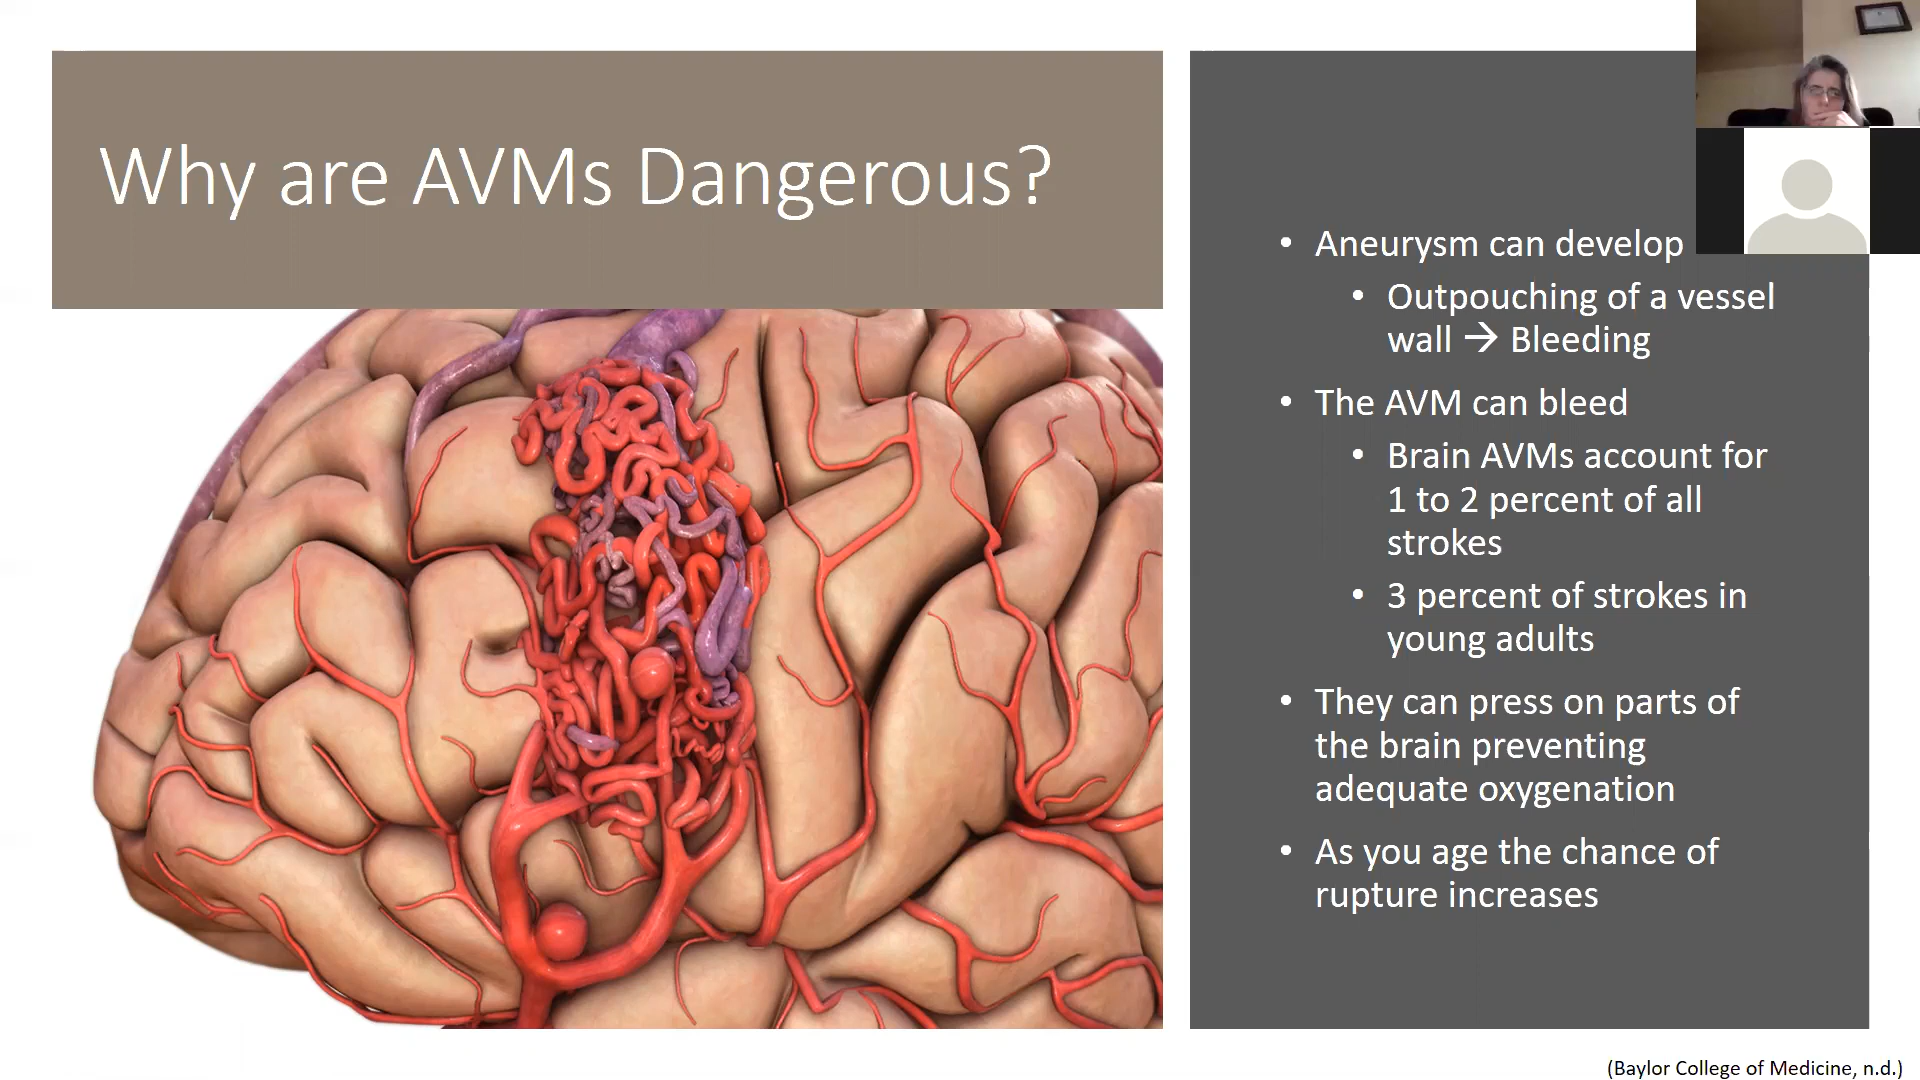 Why are AVMs Dangerous?
• Aneurysm can develop
• Outpouching of a vessel
wall → Bleeding
• The AVM can bleed
• Brain AVMs account for
1 to 2 percent of all
strokes
• 3 percent of strokes in
young adults
• They can press on parts of
the brain preventing
adequate oxygenation
• As you age the chance of
rupture increases
(Baylor College of Medicine, n.d.)